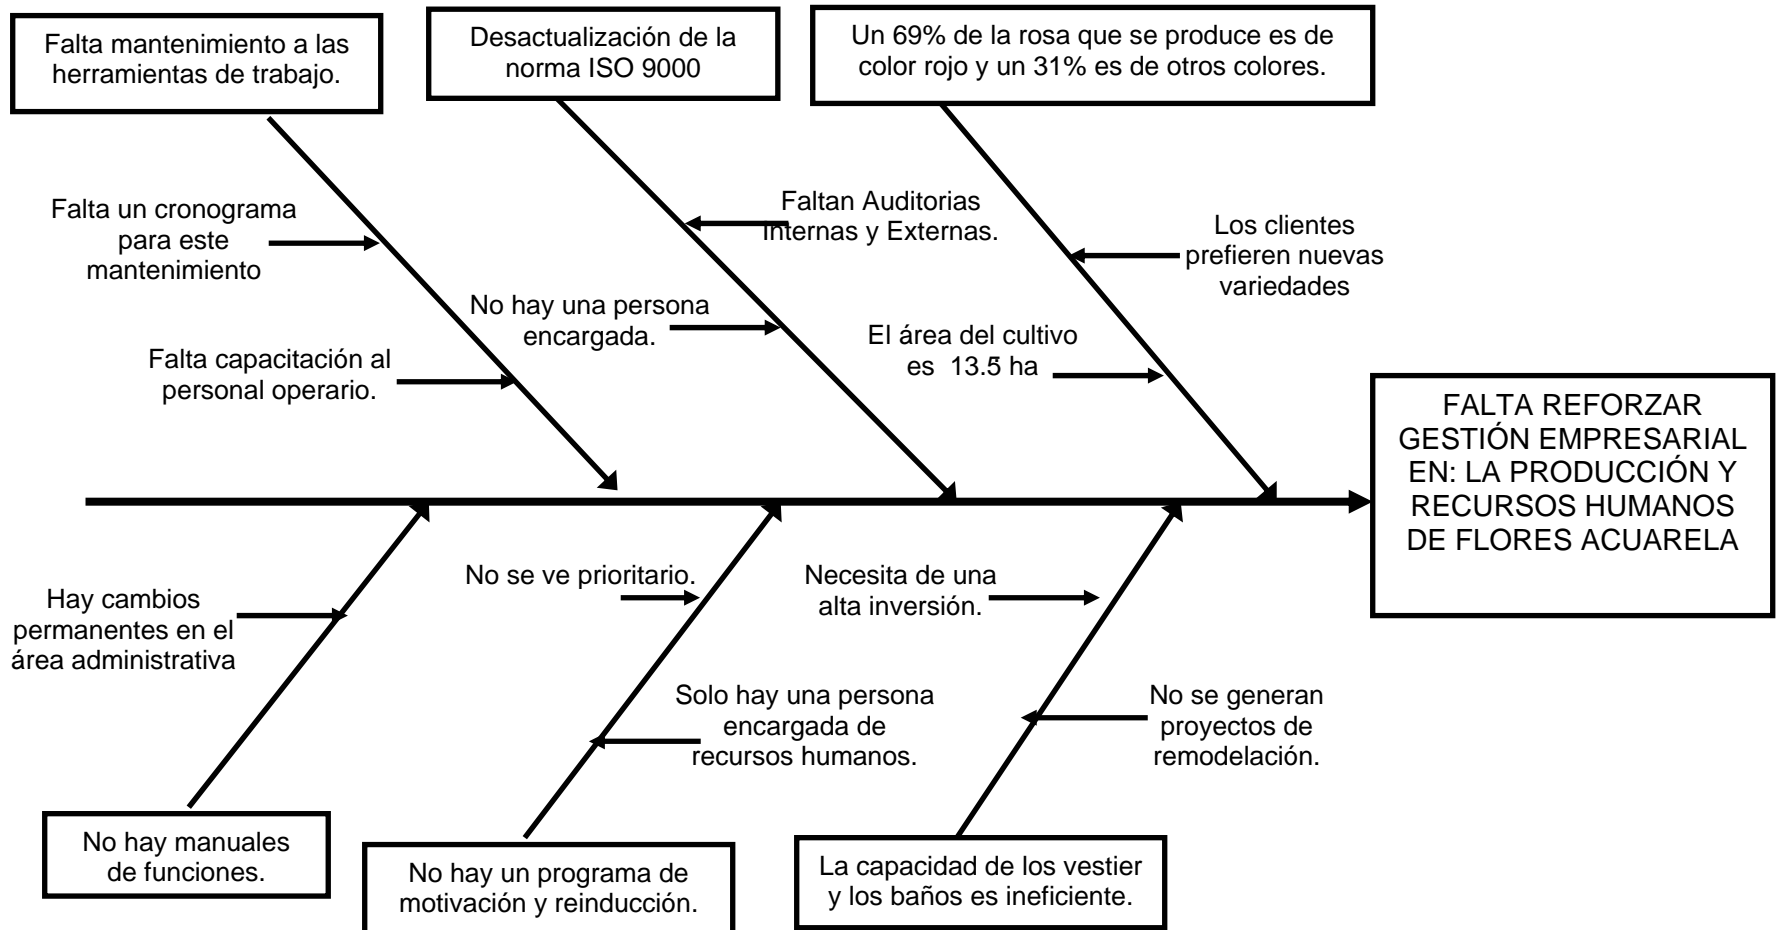 Falta mantenimiento a las
herramientas de trabajo.
Desactualización de la
norma ISO 9000
Un 69% de la rosa que se produce es de
color rojo y un 31% es de otros colores.
Falta un cronograma
para este
mantenimiento
Faltan Auditorias
Internas y Externas.
Los clientes
prefieren nuevas
variedades
No hay una persona
encargada.
El área del cultivo
es 13.5 ha
Falta capacitación al
personal operario.
FALTA REFORZAR
GESTIÓN EMPRESARIAL
EN: LA PRODUCCIÓN Y
RECURSOS HUMANOS
DE FLORES ACUARELA
Hay cambios
permanentes en el
área administrativa
No se ve prioritario.
Necesita de una
alta inversión.
Solo hay una persona
encargada de
recursos humanos.
No se generan
proyectos de
remodelación.
No hay manuales
de funciones.
No hay un programa de
motivación y reinducción.
La capacidad de los vestier
y los baños es ineficiente.